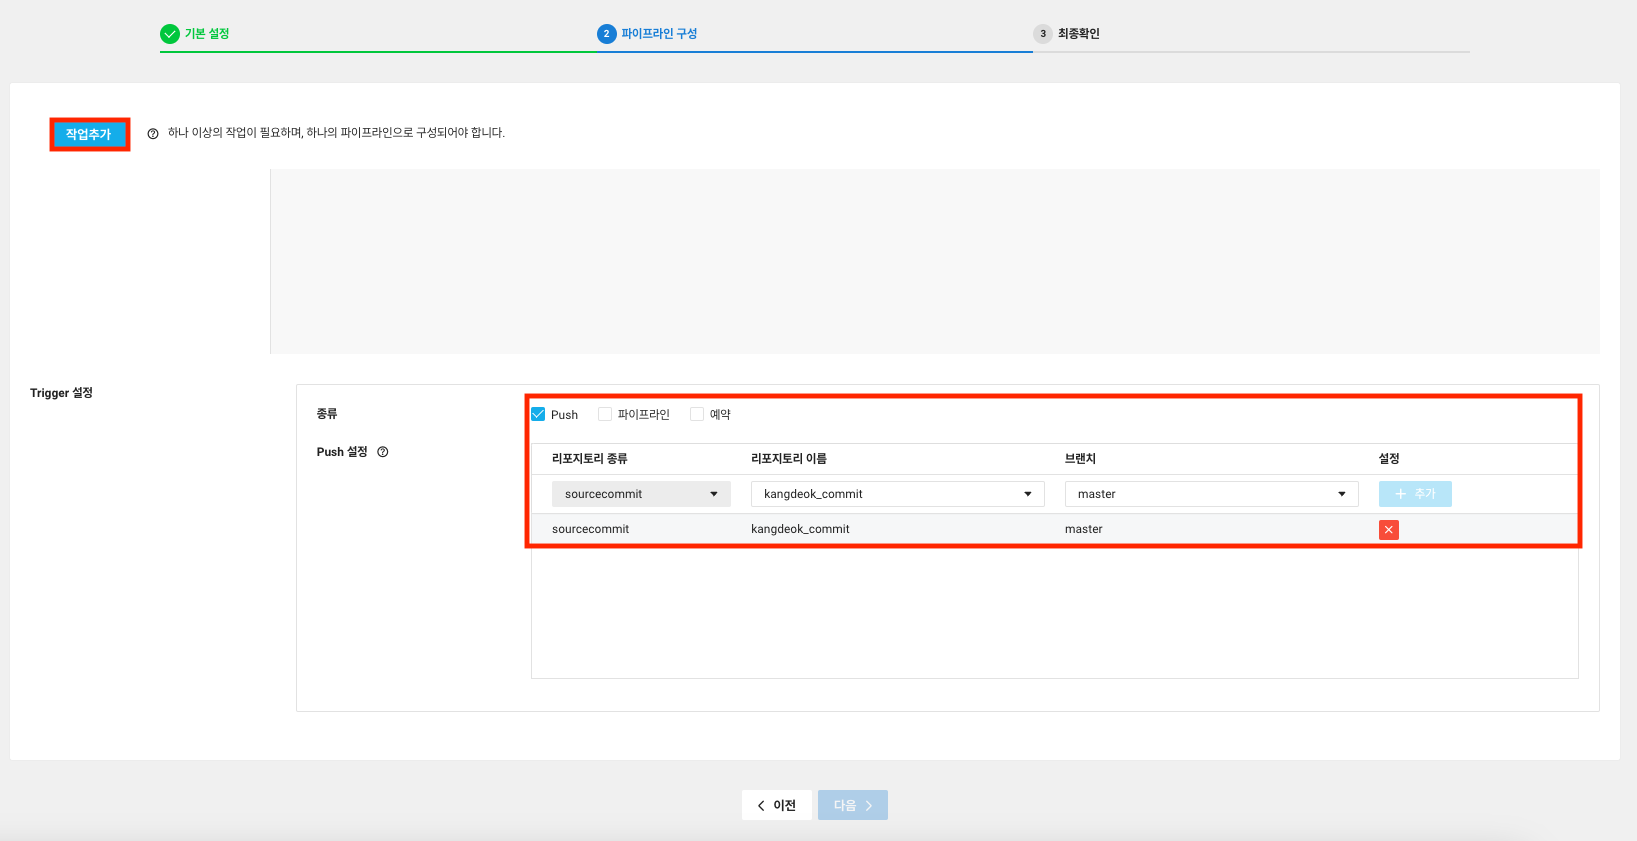 기본 설정
2 파이프라인 구성
3 최종확인
작업추가
하나 이상의 작업이 필요하며, 하나의 파이프라인으로 구성되어야 합니다.
Trigger 설정
종류
Push 파이프라인 예약
Push 설정
리포지토리 종류 리포지토리 이름 브랜치 설정
sourcecommit kangdeok_commit master + 추가
sourcecommit kangdeok_commit master
이전 다음